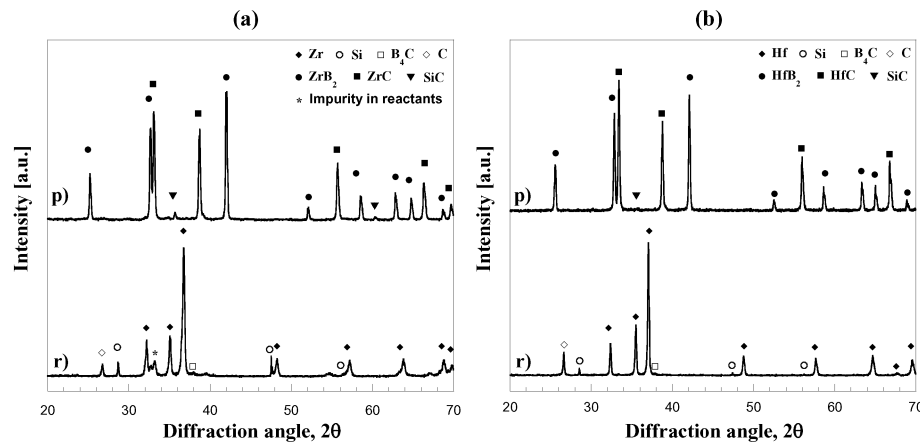 (a)
(b)
◆ Zr ○ Si □ B₄C ◇ C
● ZrB₂ ■ ZrC ▼ SiC
* Impurity in reactants
◆ Hf ○ Si □ B₄C ◇ C
● HfB₂ ■ HfC ▼ SiC
Intensity [a.u.]
p)
r)
20 30 40 50 60 70
Diffraction angle, 2θ
Intensity [a.u.]
p)
r)
20 30 40 50 60 70
Diffraction angle, 2θ